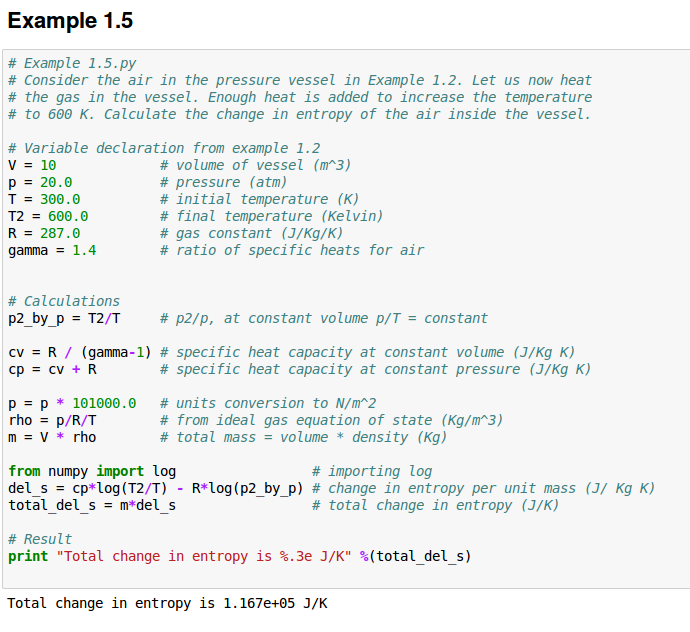 Example 1.5
# Example 1.5.py
# Consider the air in the pressure vessel in Example 1.2. Let us now heat
# the gas in the vessel. Enough heat is added to increase the temperature
# to 600 K. Calculate the change in entropy of the air inside the vessel.
# Variable declaration from example 1.2
V = 10 # volume of vessel (m^3)
p = 20.0 # pressure (atm)
T = 300.0 # initial temperature (K)
T2 = 600.0 # final temperature (Kelvin)
R = 287.0 # gas constant (J/Kg/K)
gamma = 1.4 # ratio of specific heats for air
# Calculations
p2_by_p = T2/T # p2/p, at constant volume p/T = constant
cv = R / (gamma-1) # specific heat capacity at constant volume (J/Kg K)
cp = cv + R # specific heat capacity at constant pressure (J/Kg K)
p = p * 101000.0 # units conversion to N/m^2
rho = p/R/T # from ideal gas equation of state (Kg/m^3)
m = V * rho # total mass = volume * density (Kg)
from numpy import log # importing log
del_s = cp*log(T2/T) - R*log(p2_by_p) # change in entropy per unit mass (J/ Kg K)
total_del_s = m*del_s # total change in entropy (J/K)
# Result
print "Total change in entropy is %.3e J/K" %(total_del_s)
Total change in entropy is 1.167e+05 J/K